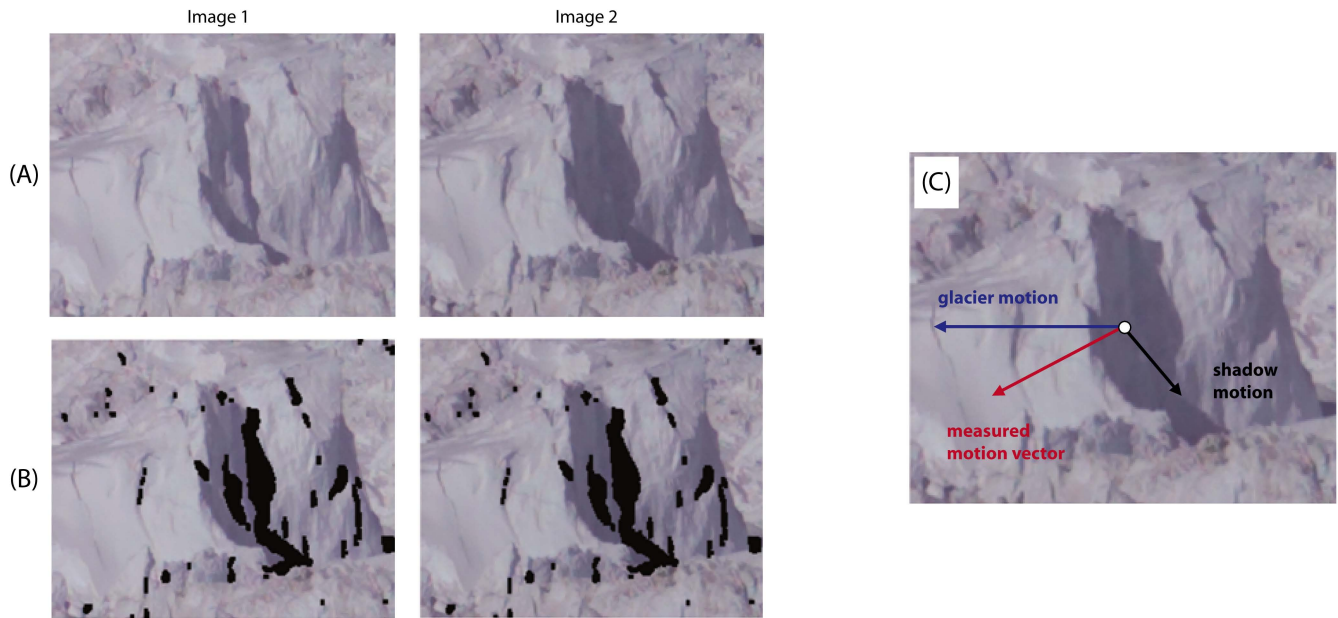 Image 1
Image 2
(A)
(B)
(C)
glacier motion
shadow
motion
measured
motion vector